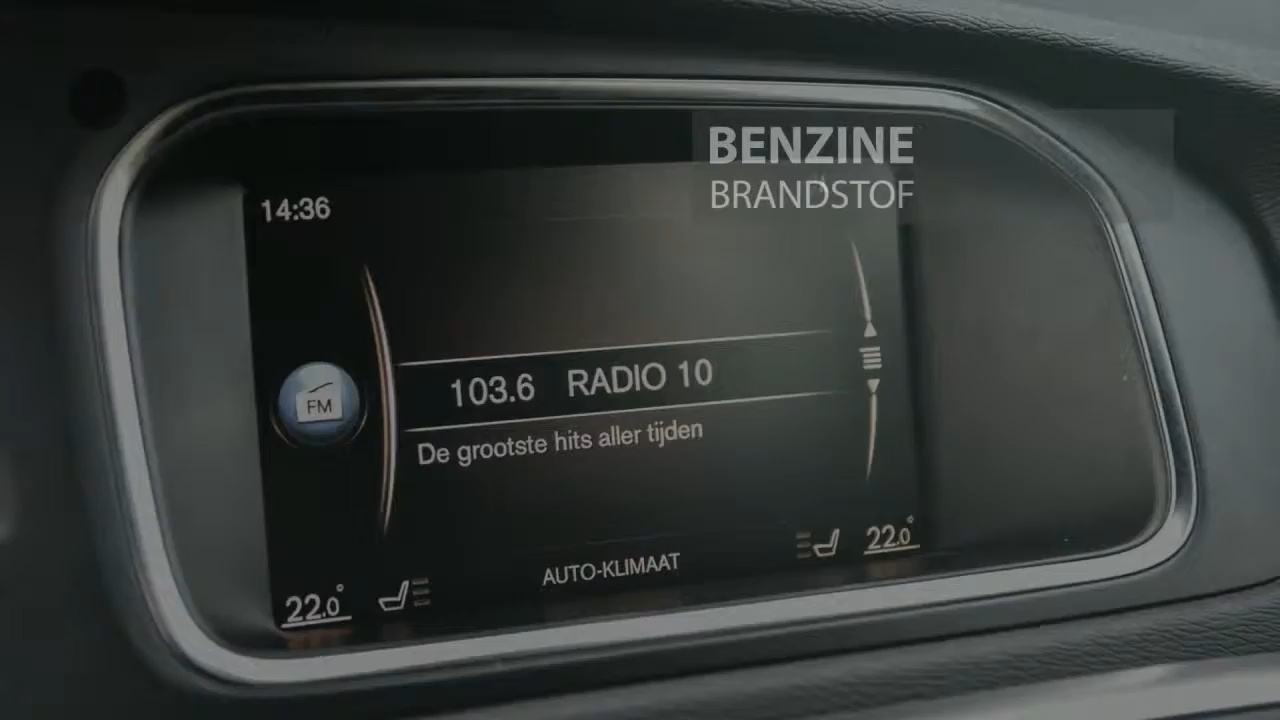 BENZINE
BRANDSTOF
14:36
FM
103.6 RADIO 10
De grootste hits aller tijden
AUTO-KLIMAAT
22.0°
22.0°